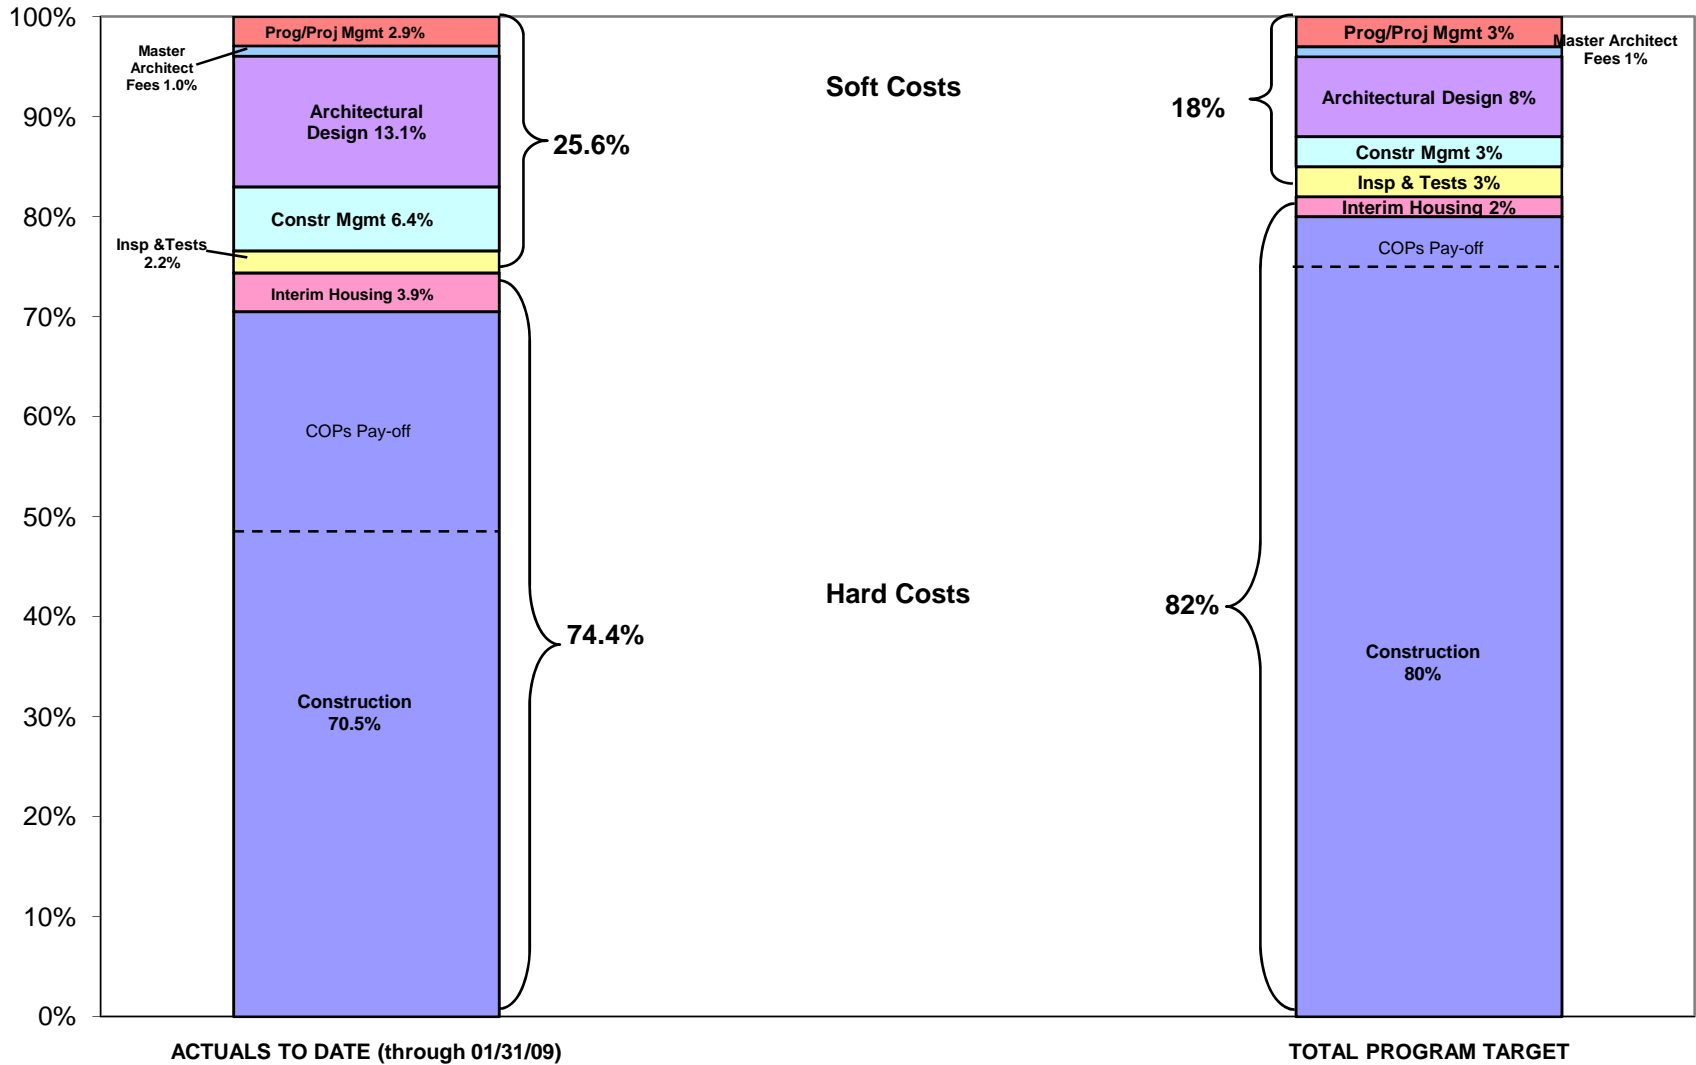 100%
90%
80%
70%
60%
50%
40%
30%
20%
10%
0%
Prog/Proj Mgmt 2.9%
Master
Architect
Fees 1.0%
Architectural
Design 13.1%
Constr Mgmt 6.4%
Insp &Tests
2.2%
Interim Housing 3.9%
COPs Pay-off
Construction
70.5%
25.6%
74.4%
Soft Costs
Hard Costs
18%
82%
Prog/Proj Mgmt 3%
Master Architect
Fees 1%
Architectural Design 8%
Constr Mgmt 3%
Insp & Tests 3%
Interim Housing 2%
COPs Pay-off
Construction
80%
ACTUALS TO DATE (through 01/31/09)
TOTAL PROGRAM TARGET